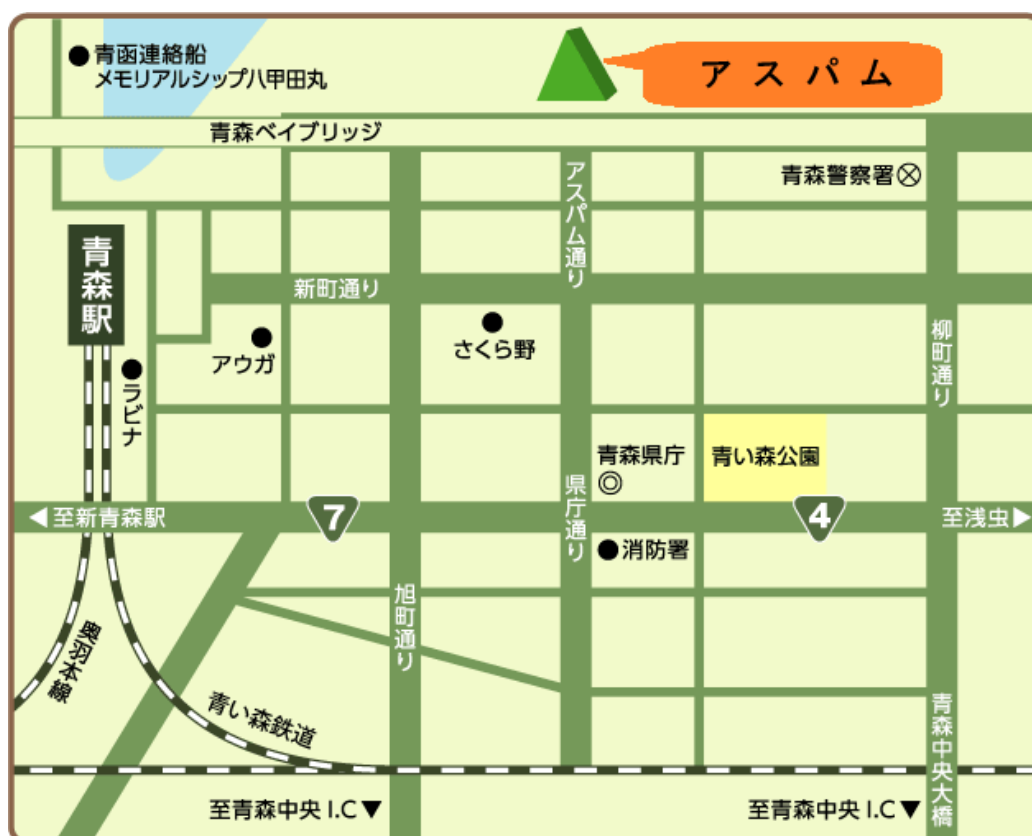 青函連絡船
メモリアルシップ八甲田丸
アスパム
青森ベイブリッジ
青森警察署
アスパム通り
青森駅
新町通り
アウガ
さくら野
柳町通り
ラビナ
青森県庁
青い森公園
県庁通り
◀至新青森駅
7
4
至浅虫▶
消防署
旭町通り
奥羽本線
青い森鉄道
青森中央大橋
至青森中央 I.C▼
至青森中央 I.C▼